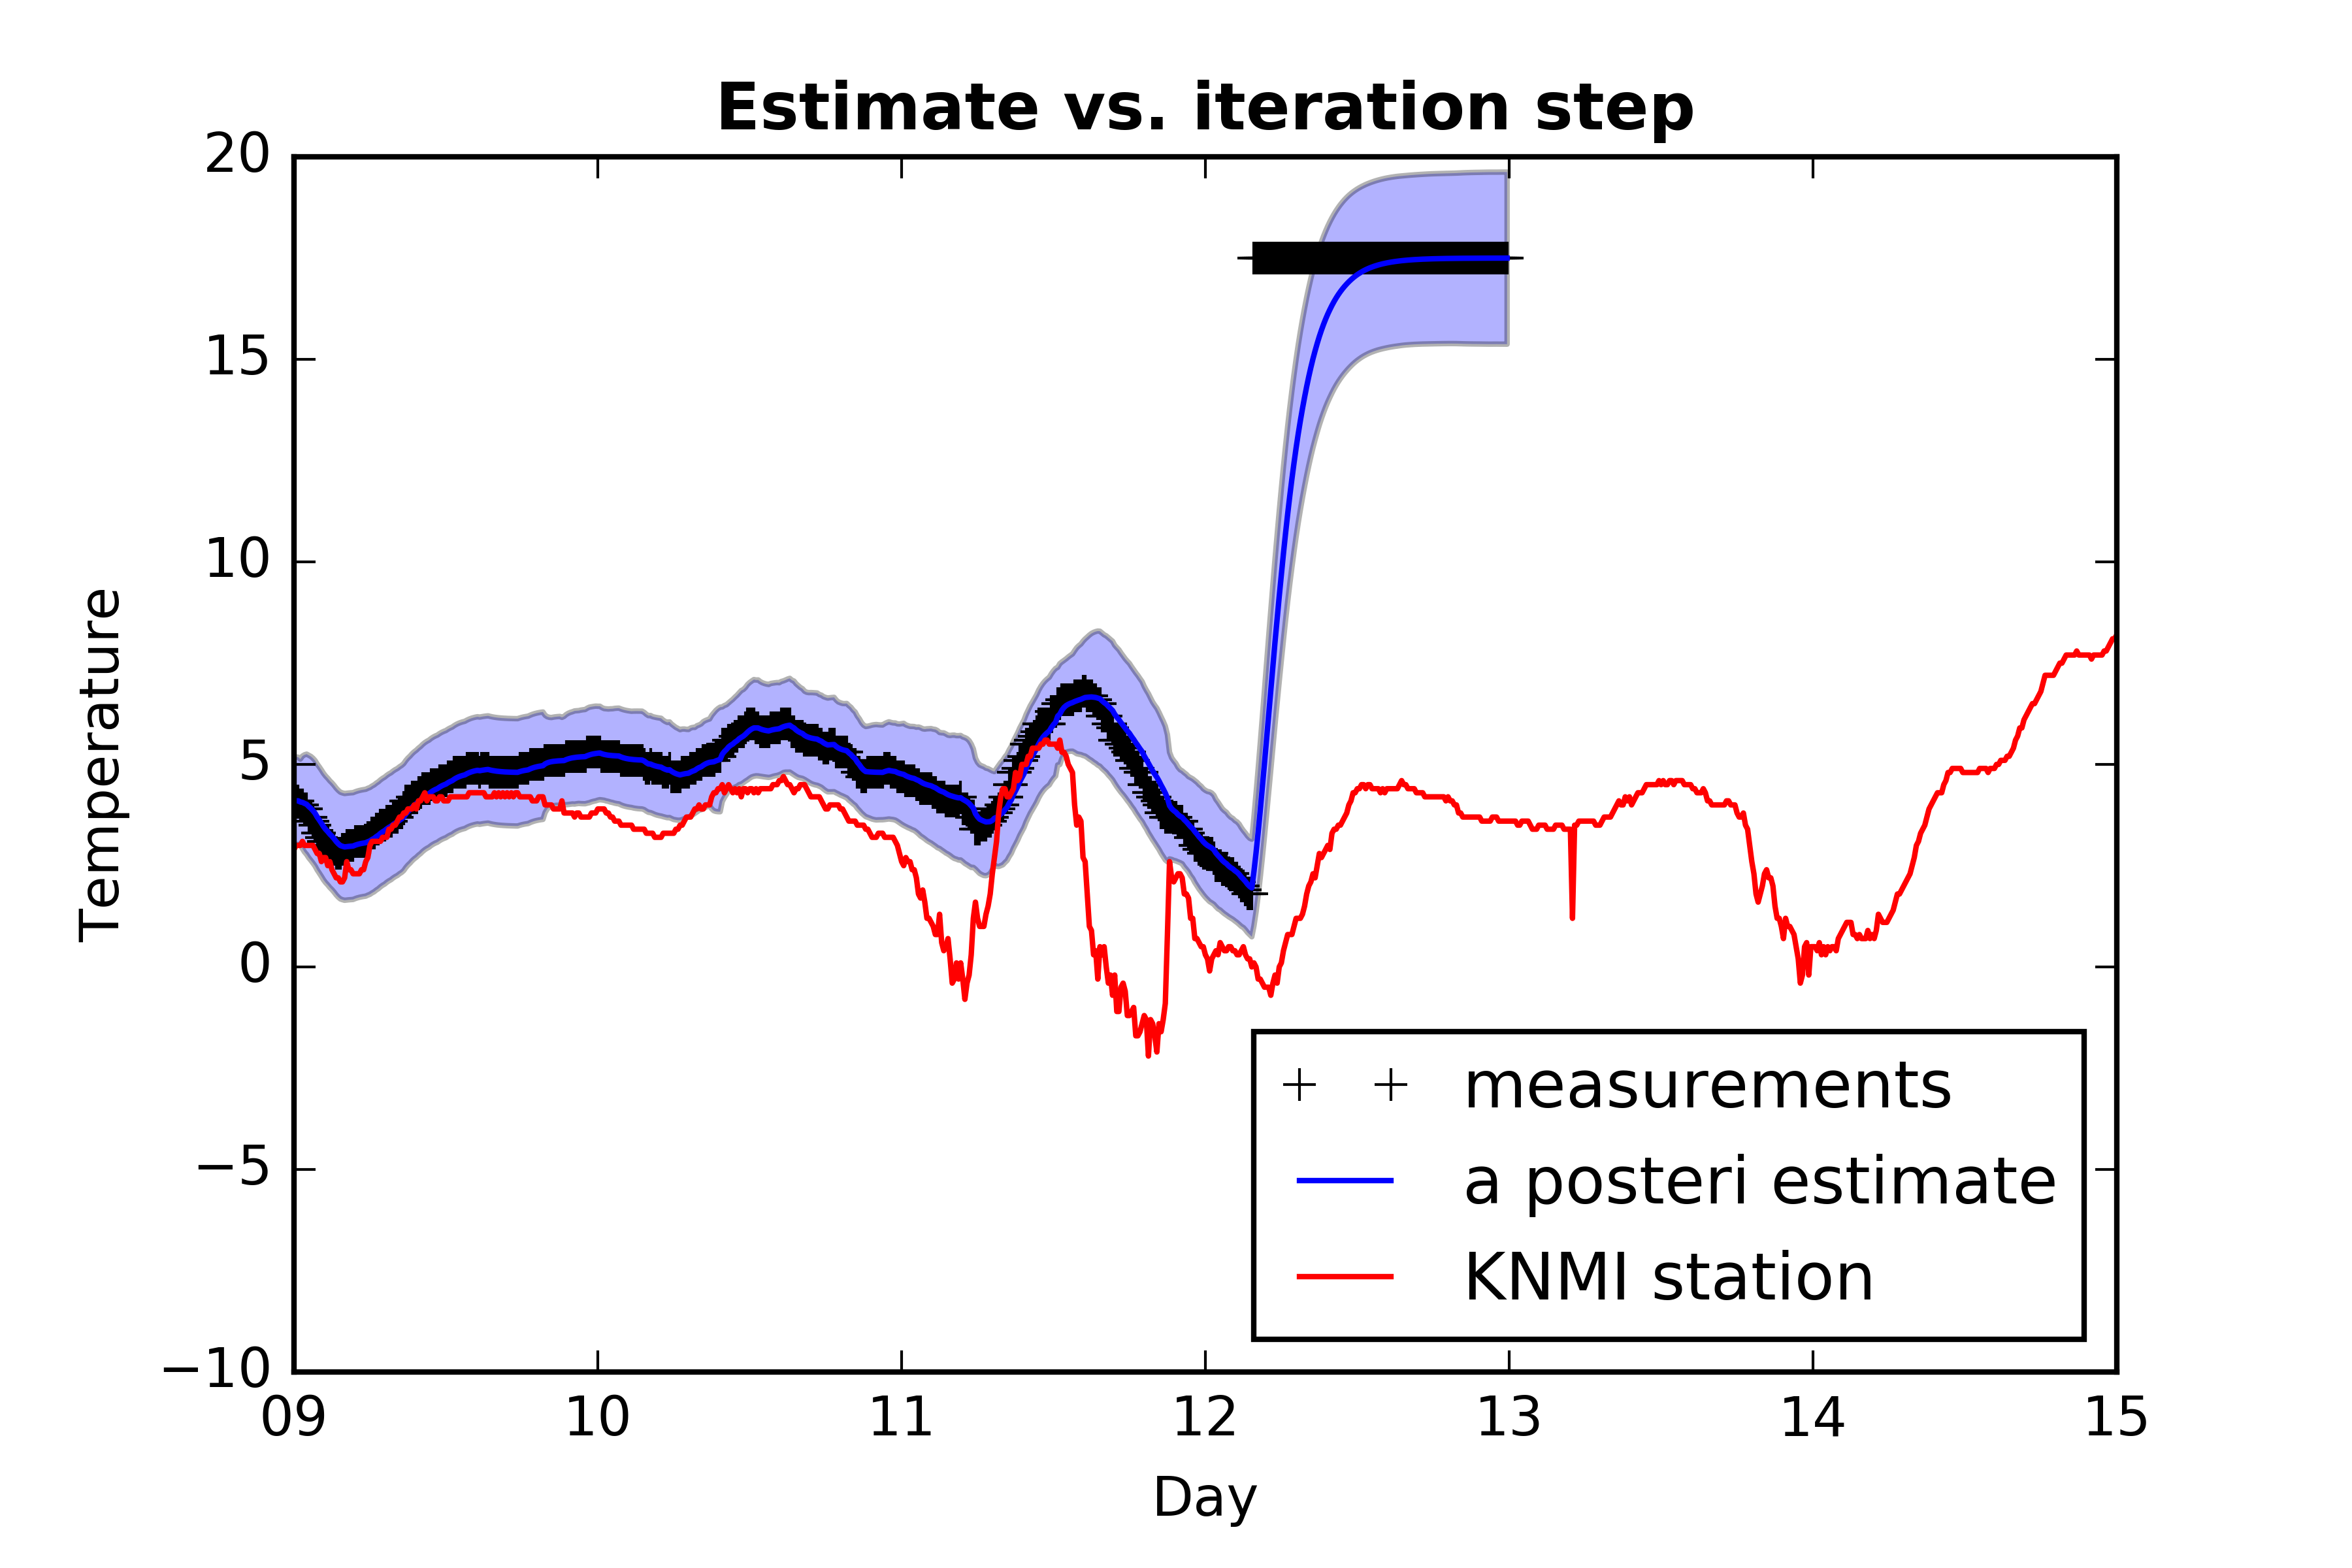 Estimate vs. iteration step
20
15
10
5
0
−5
−10
Temperature
measurements
a posteri estimate
KNMI station
09 10 11 12 13 14 15
Day